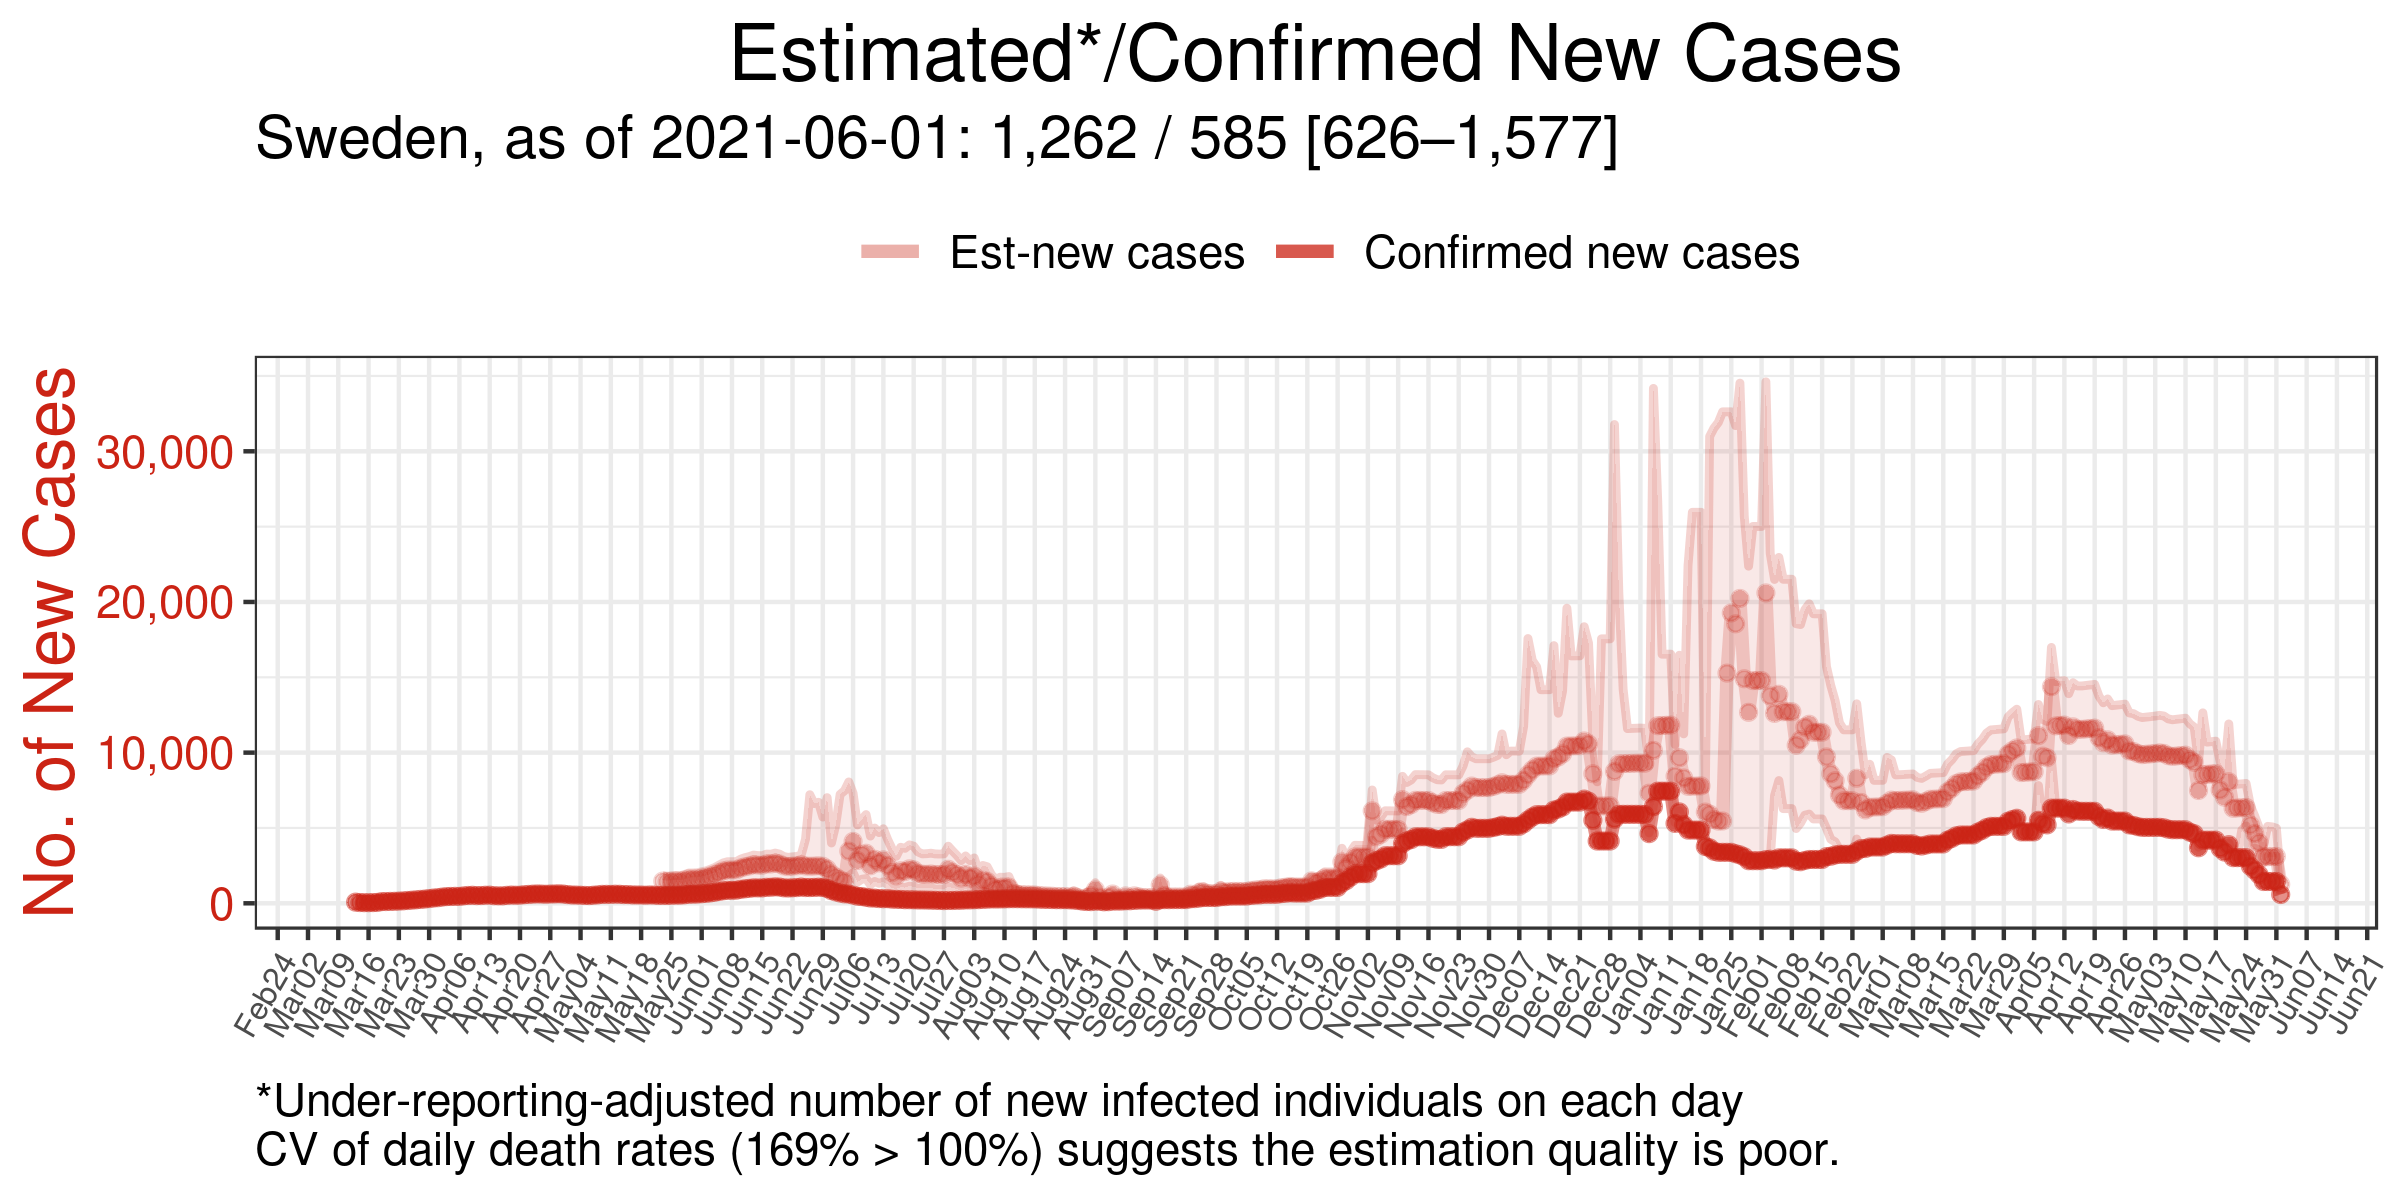 Estimated*/Confirmed New Cases
Sweden, as of 2021-06-01: 1,262 / 585 [626–1,577]
Est-new cases
Confirmed new cases
No. of New Cases
30,000
20,000
10,000
0
Feb24
Mar02
Mar09
Mar16
Mar23
Mar30
Apr06
Apr13
Apr20
Apr27
May04
May11
May18
May25
Jun01
Jun08
Jun15
Jun22
Jun29
Jul06
Jul13
Jul20
Jul27
Aug03
Aug10
Aug17
Aug24
Aug31
Sep07
Sep14
Sep21
Sep28
Oct05
Oct12
Oct19
Oct26
Nov02
Nov09
Nov16
Nov23
Nov30
Dec07
Dec14
Dec21
Dec28
Jan04
Jan11
Jan18
Jan25
Feb01
Feb08
Feb15
Feb22
Mar01
Mar08
Mar15
Mar22
Mar29
Apr05
Apr12
Apr19
Apr26
May03
May10
May17
May24
May31
Jun07
Jun14
Jun21
*Under-reporting-adjusted number of new infected individuals on each day
CV of daily death rates (169% > 100%) suggests the estimation quality is poor.